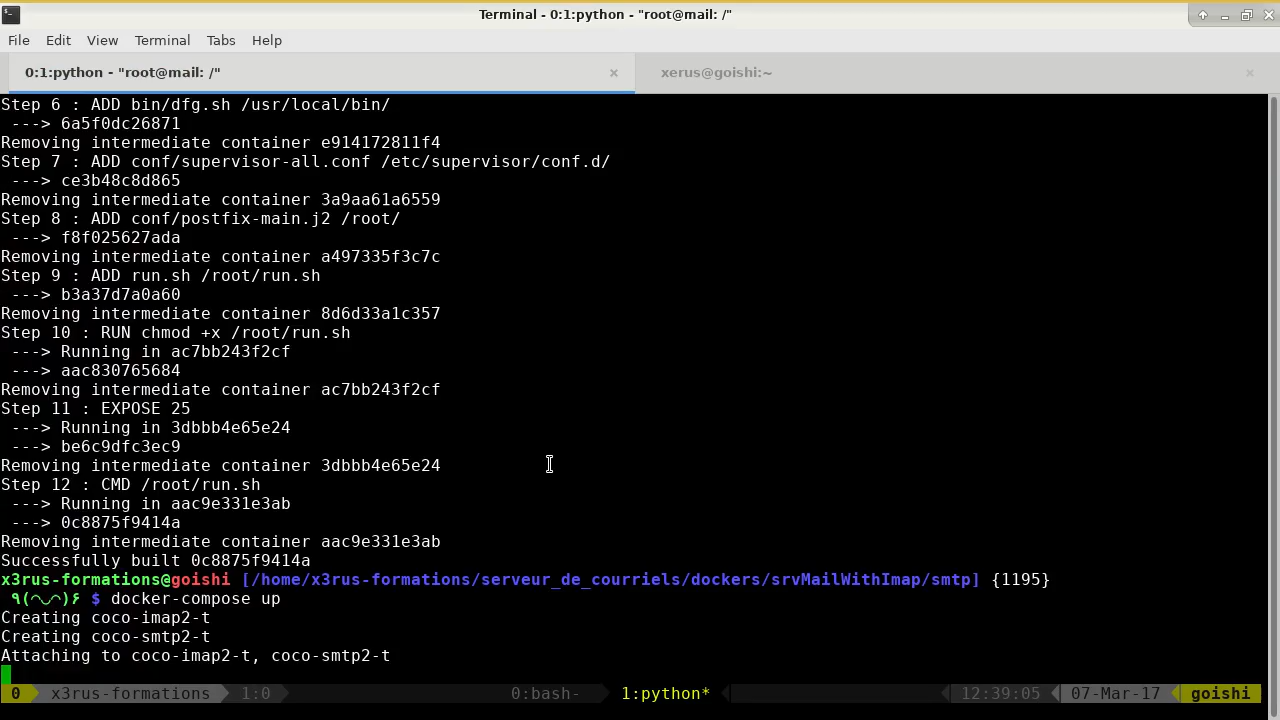 Terminal - 0:1:python - "root@mail: /"
File Edit View Terminal Tabs Help
0:1:python - "root@mail: /" × xerus@goishi:~ ×
Step 6 : ADD bin/dfg.sh /usr/local/bin/
 ---> 6a5f0dc26871
Removing intermediate container e914172811f4
Step 7 : ADD conf/supervisor-all.conf /etc/supervisor/conf.d/
 ---> ce3b48c8d865
Removing intermediate container 3a9aa61a6559
Step 8 : ADD conf/postfix-main.j2 /root/
 ---> f8f025627ada
Removing intermediate container a497335f3c7c
Step 9 : ADD run.sh /root/run.sh
 ---> b3a37d7a0a60
Removing intermediate container 8d6d33a1c357
Step 10 : RUN chmod +x /root/run.sh
 ---> Running in ac7bb243f2cf
 ---> aac830765684
Removing intermediate container ac7bb243f2cf
Step 11 : EXPOSE 25
 ---> Running in 3dbbb4e65e24
 ---> be6c9dfc3ec9
Removing intermediate container 3dbbb4e65e24
Step 12 : CMD /root/run.sh
 ---> Running in aac9e331e3ab
 ---> 0c8875f9414a
Removing intermediate container aac9e331e3ab
Successfully built 0c8875f9414a
x3rus-formations@goishi [/home/x3rus-formations/serveur_de_courriels/dockers/srvMailWithImap/smtp] {1195}
 ٩(◠◡◠)۶ $ docker-compose up
Creating coco-imap2-t
Creating coco-smtp2-t
Attaching to coco-imap2-t, coco-smtp2-t
0 x3rus-formations 1:0 0:bash- 1:python* 12:39:05 07-Mar-17 goishi